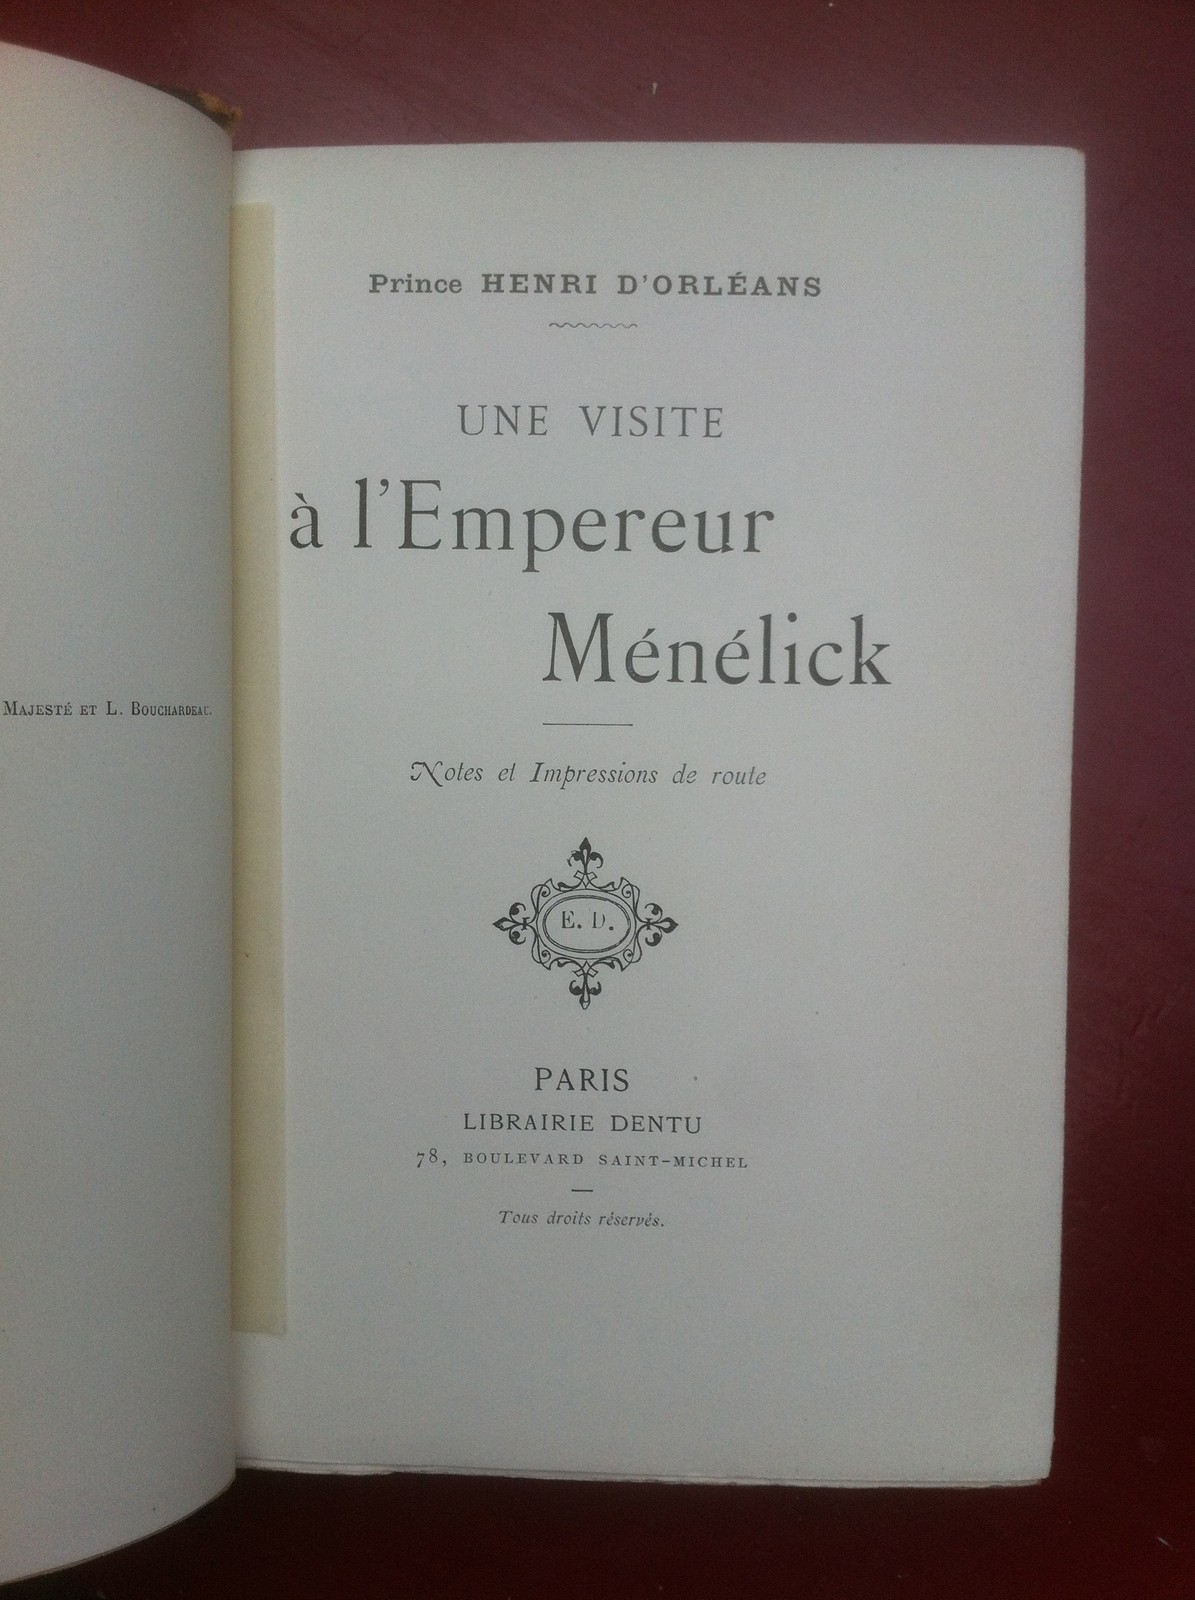 MAJESTÉ ET L. BOUCHARDEAU.
Prince HENRI D'ORLÉANS
UNE VISITE
à l'Empereur
Ménélick
Notes et Impressions de route
E. D.
PARIS
LIBRAIRIE DENTU
78, BOULEVARD SAINT-MICHEL
Tous droits réservés.